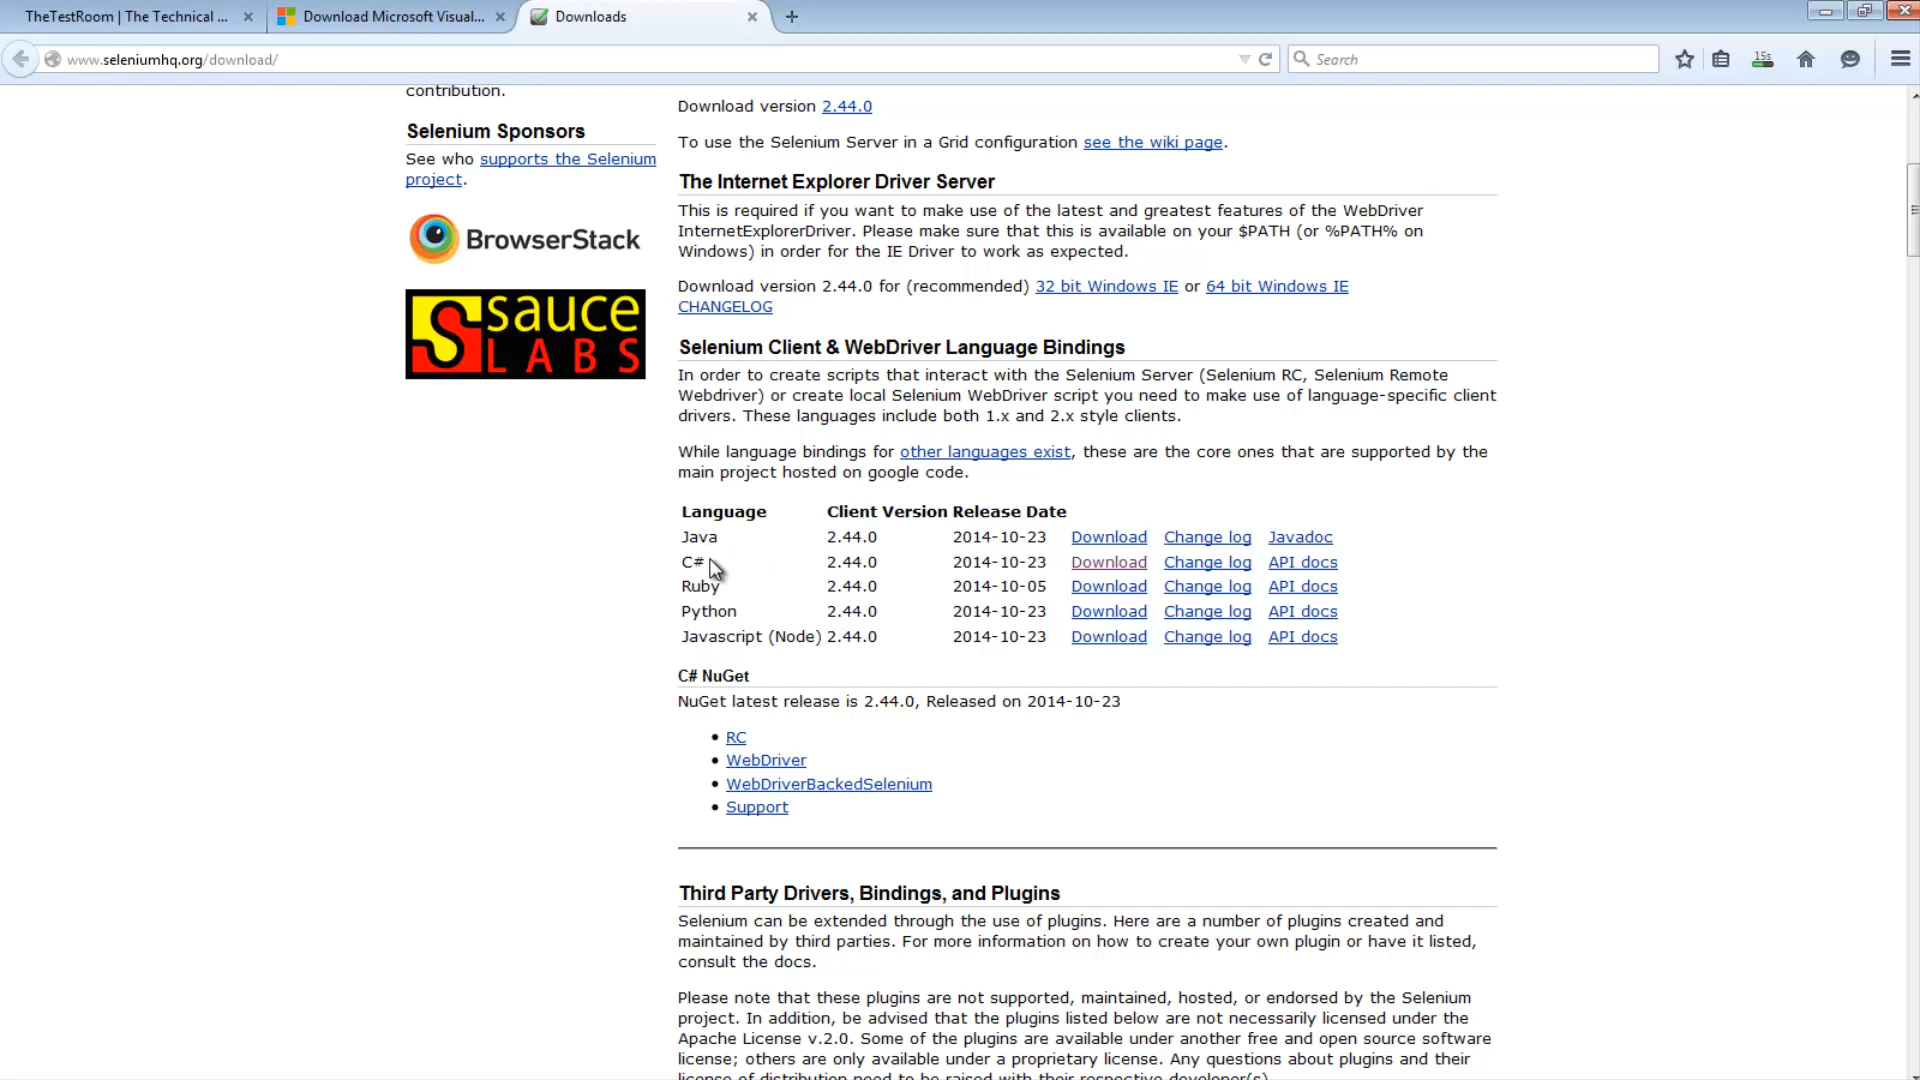 TheTestRoom | The Technical ...
Download Microsoft Visual...
Downloads
www.seleniumhq.org/download/
Search
15s
contribution.
Selenium Sponsors
See who supports the Selenium
project.
BrowserStack
sauce
LABS
Download version 2.44.0
To use the Selenium Server in a Grid configuration see the wiki page.
The Internet Explorer Driver Server
This is required if you want to make use of the latest and greatest features of the WebDriver
InternetExplorerDriver. Please make sure that this is available on your $PATH (or %PATH% on
Windows) in order for the IE Driver to work as expected.
Download version 2.44.0 for (recommended) 32 bit Windows IE or 64 bit Windows IE
CHANGELOG
Selenium Client & WebDriver Language Bindings
In order to create scripts that interact with the Selenium Server (Selenium RC, Selenium Remote
Webdriver) or create local Selenium WebDriver script you need to make use of language-specific client
drivers. These languages include both 1.x and 2.x style clients.
While language bindings for other languages exist, these are the core ones that are supported by the
main project hosted on google code.
Language Client Version Release Date
Java 2.44.0 2014-10-23 Download Change log Javadoc
C# 2.44.0 2014-10-23 Download Change log API docs
Ruby 2.44.0 2014-10-05 Download Change log API docs
Python 2.44.0 2014-10-23 Download Change log API docs
Javascript (Node) 2.44.0 2014-10-23 Download Change log API docs
C# NuGet
NuGet latest release is 2.44.0, Released on 2014-10-23
• RC
• WebDriver
• WebDriverBackedSelenium
• Support
Third Party Drivers, Bindings, and Plugins
Selenium can be extended through the use of plugins. Here are a number of plugins created and
maintained by third parties. For more information on how to create your own plugin or have it listed,
consult the docs.
Please note that these plugins are not supported, maintained, hosted, or endorsed by the Selenium
project. In addition, be advised that the plugins listed below are not necessarily licensed under the
Apache License v.2.0. Some of the plugins are available under another free and open source software
license; others are only available under a proprietary license. Any questions about plugins and their
license of distribution need to be raised with their respective developer(s).